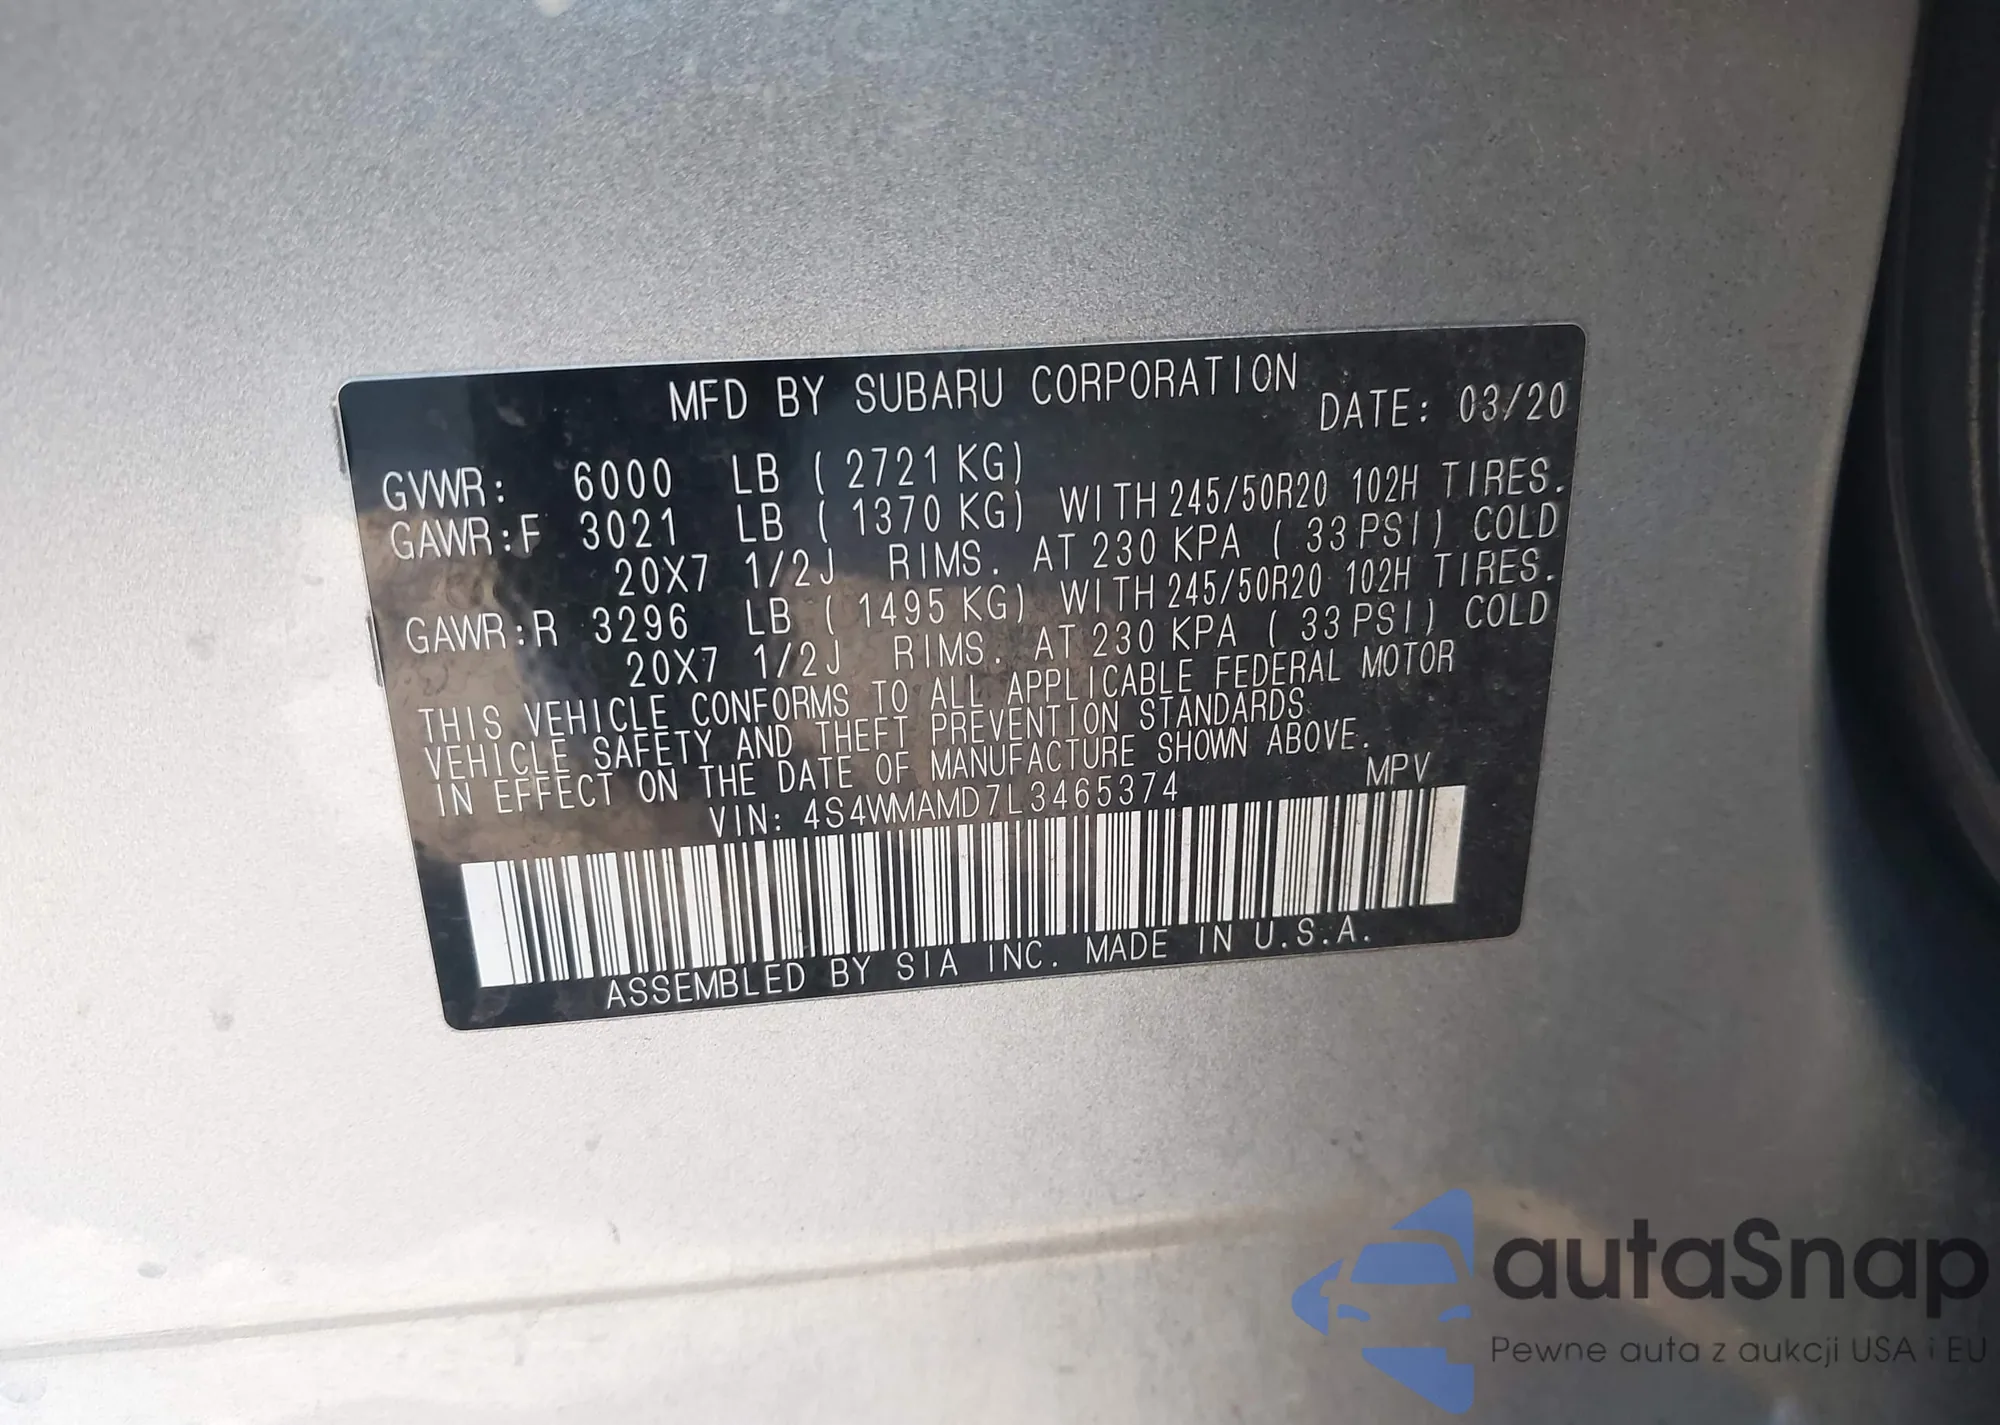 MFD BY SUBARU CORPORATION
DATE: 03/20
GVWR: 6000 LB ( 2721 KG)
GAWR:F 3021 LB ( 1370 KG) WITH 245/50R20 102H TIRES.
20X7 1/2J RIMS. AT 230 KPA ( 33 PSI) COLD
GAWR:R 3296 LB ( 1495 KG) WITH 245/50R20 102H TIRES.
20X7 1/2J RIMS. AT 230 KPA ( 33 PSI) COLD
THIS VEHICLE CONFORMS TO ALL APPLICABLE FEDERAL MOTOR
VEHICLE SAFETY AND THEFT PREVENTION STANDARDS
IN EFFECT ON THE DATE OF MANUFACTURE SHOWN ABOVE.
VIN: 4S4WMAMD7L3465374 MPV
ASSEMBLED BY SIA INC. MADE IN U.S.A.
autaSnap
Pewne auta z aukcji USA i EU